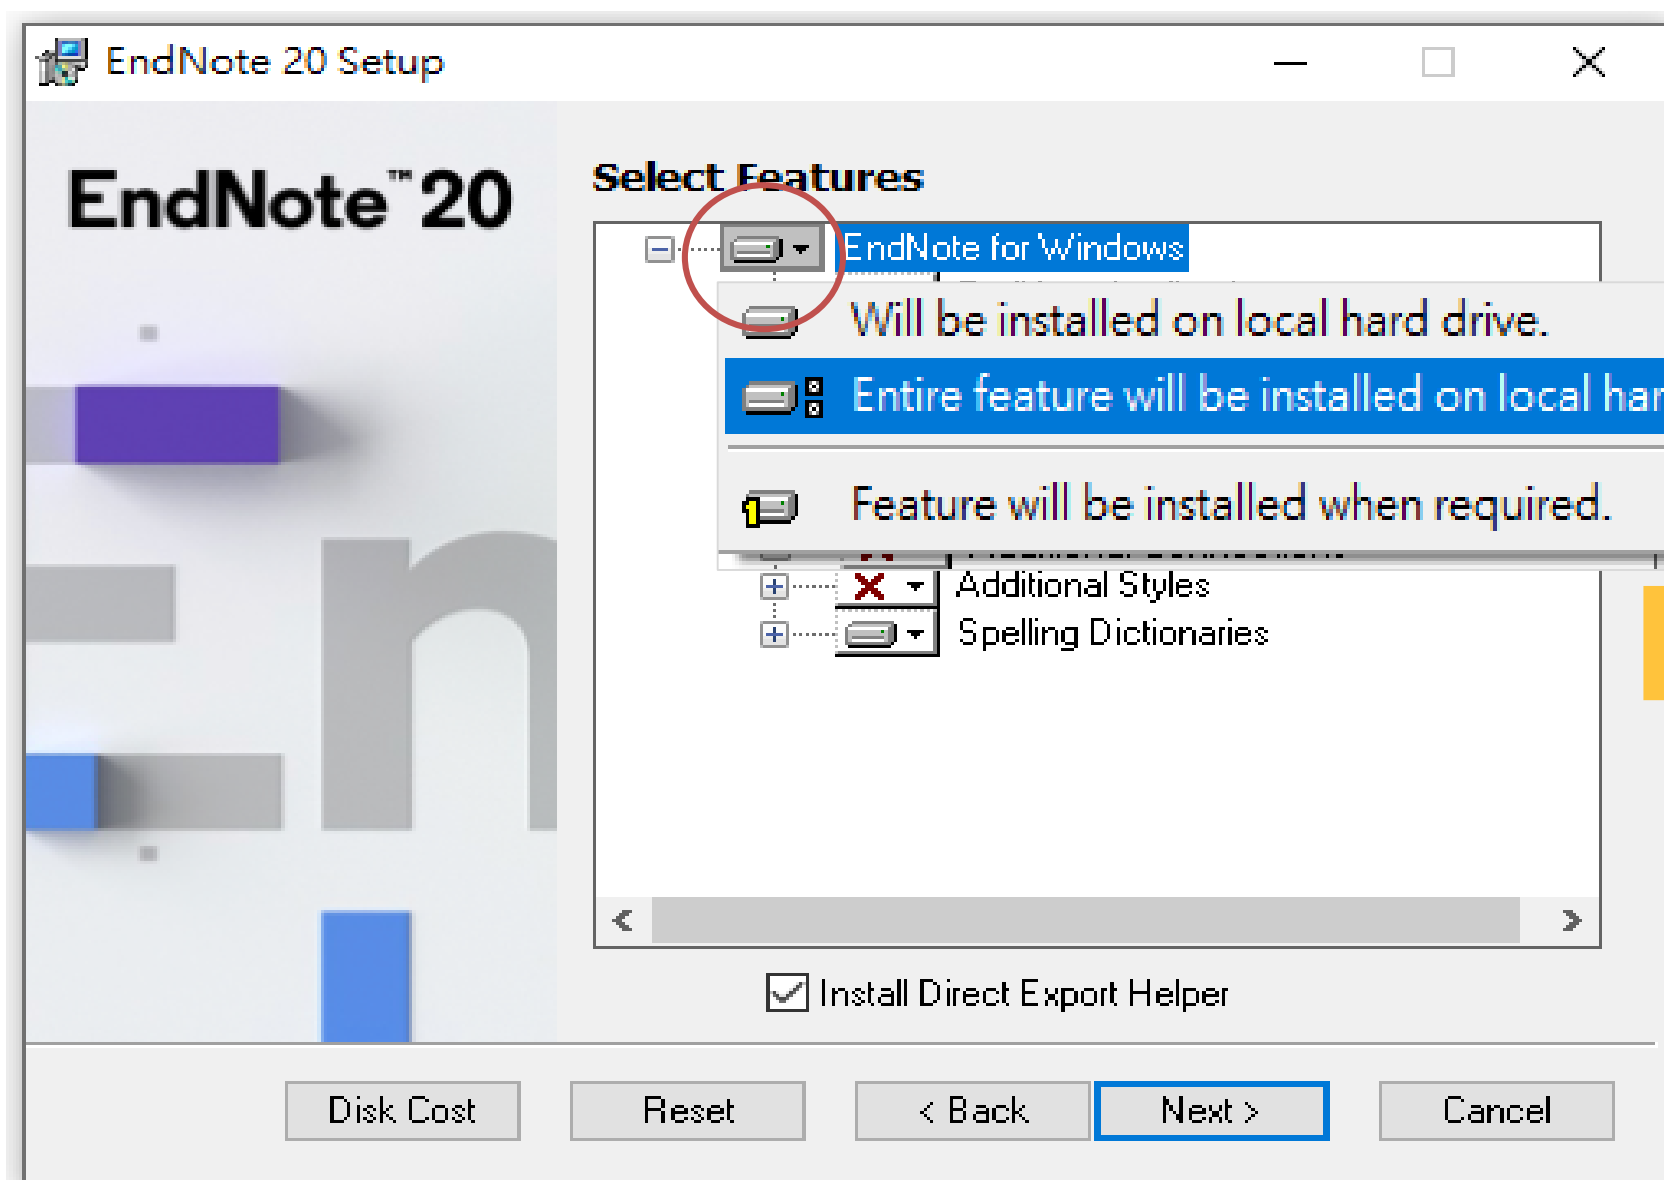 EndNote 20 Setup
EndNote™ 20
Select Features
EndNote for Windows
Will be installed on local hard drive.
Entire feature will be installed on local har
Feature will be installed when required.
Additional Styles
Spelling Dictionaries
Install Direct Export Helper
Disk Cost
Reset
< Back
Next >
Cancel